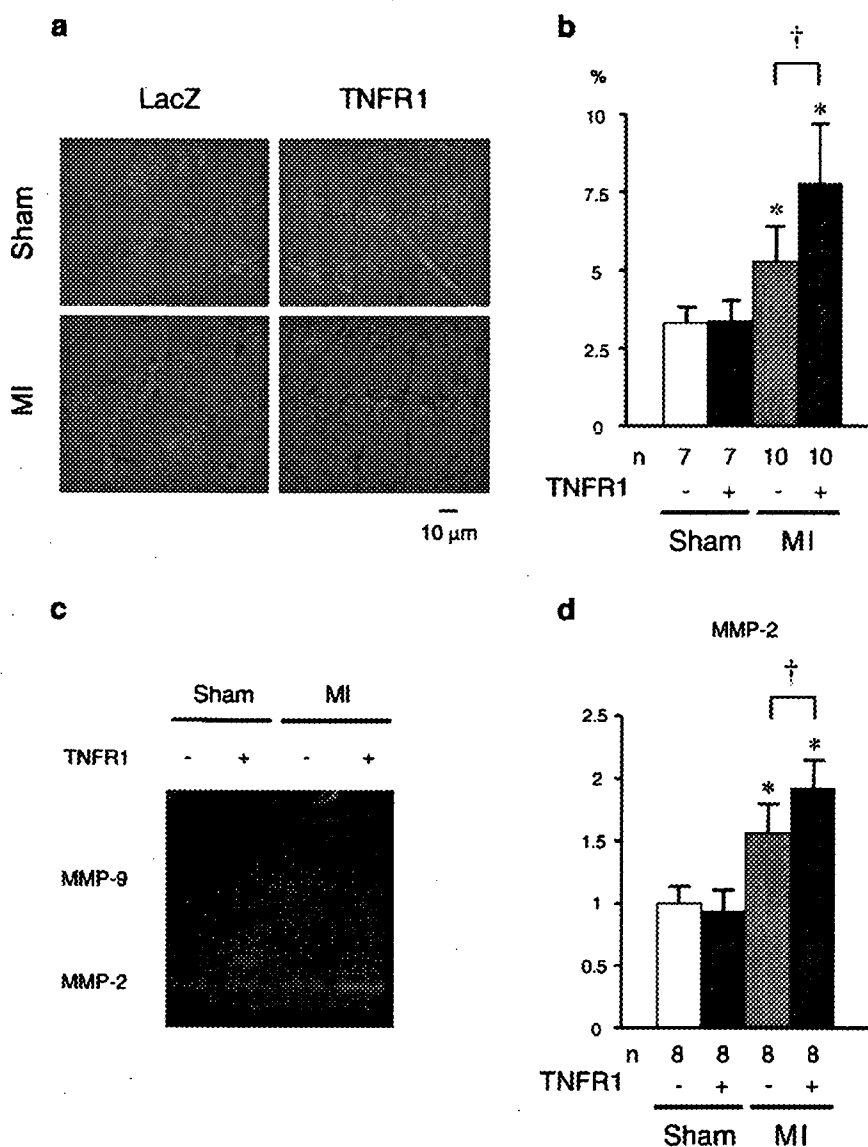 a
LacZ TNFR1
Sham
MI
10 µm
b
†
%
10
7.5
5
2.5
0
*
*
n 7 7 10 10
TNFR1 - + - +
Sham MI
c
Sham MI
TNFR1 - + - +
MMP-9
MMP-2
d
MMP-2
†
2.5
2
1.5
1
0.5
0
*
*
n 8 8 8 8
TNFR1 - + - +
Sham MI